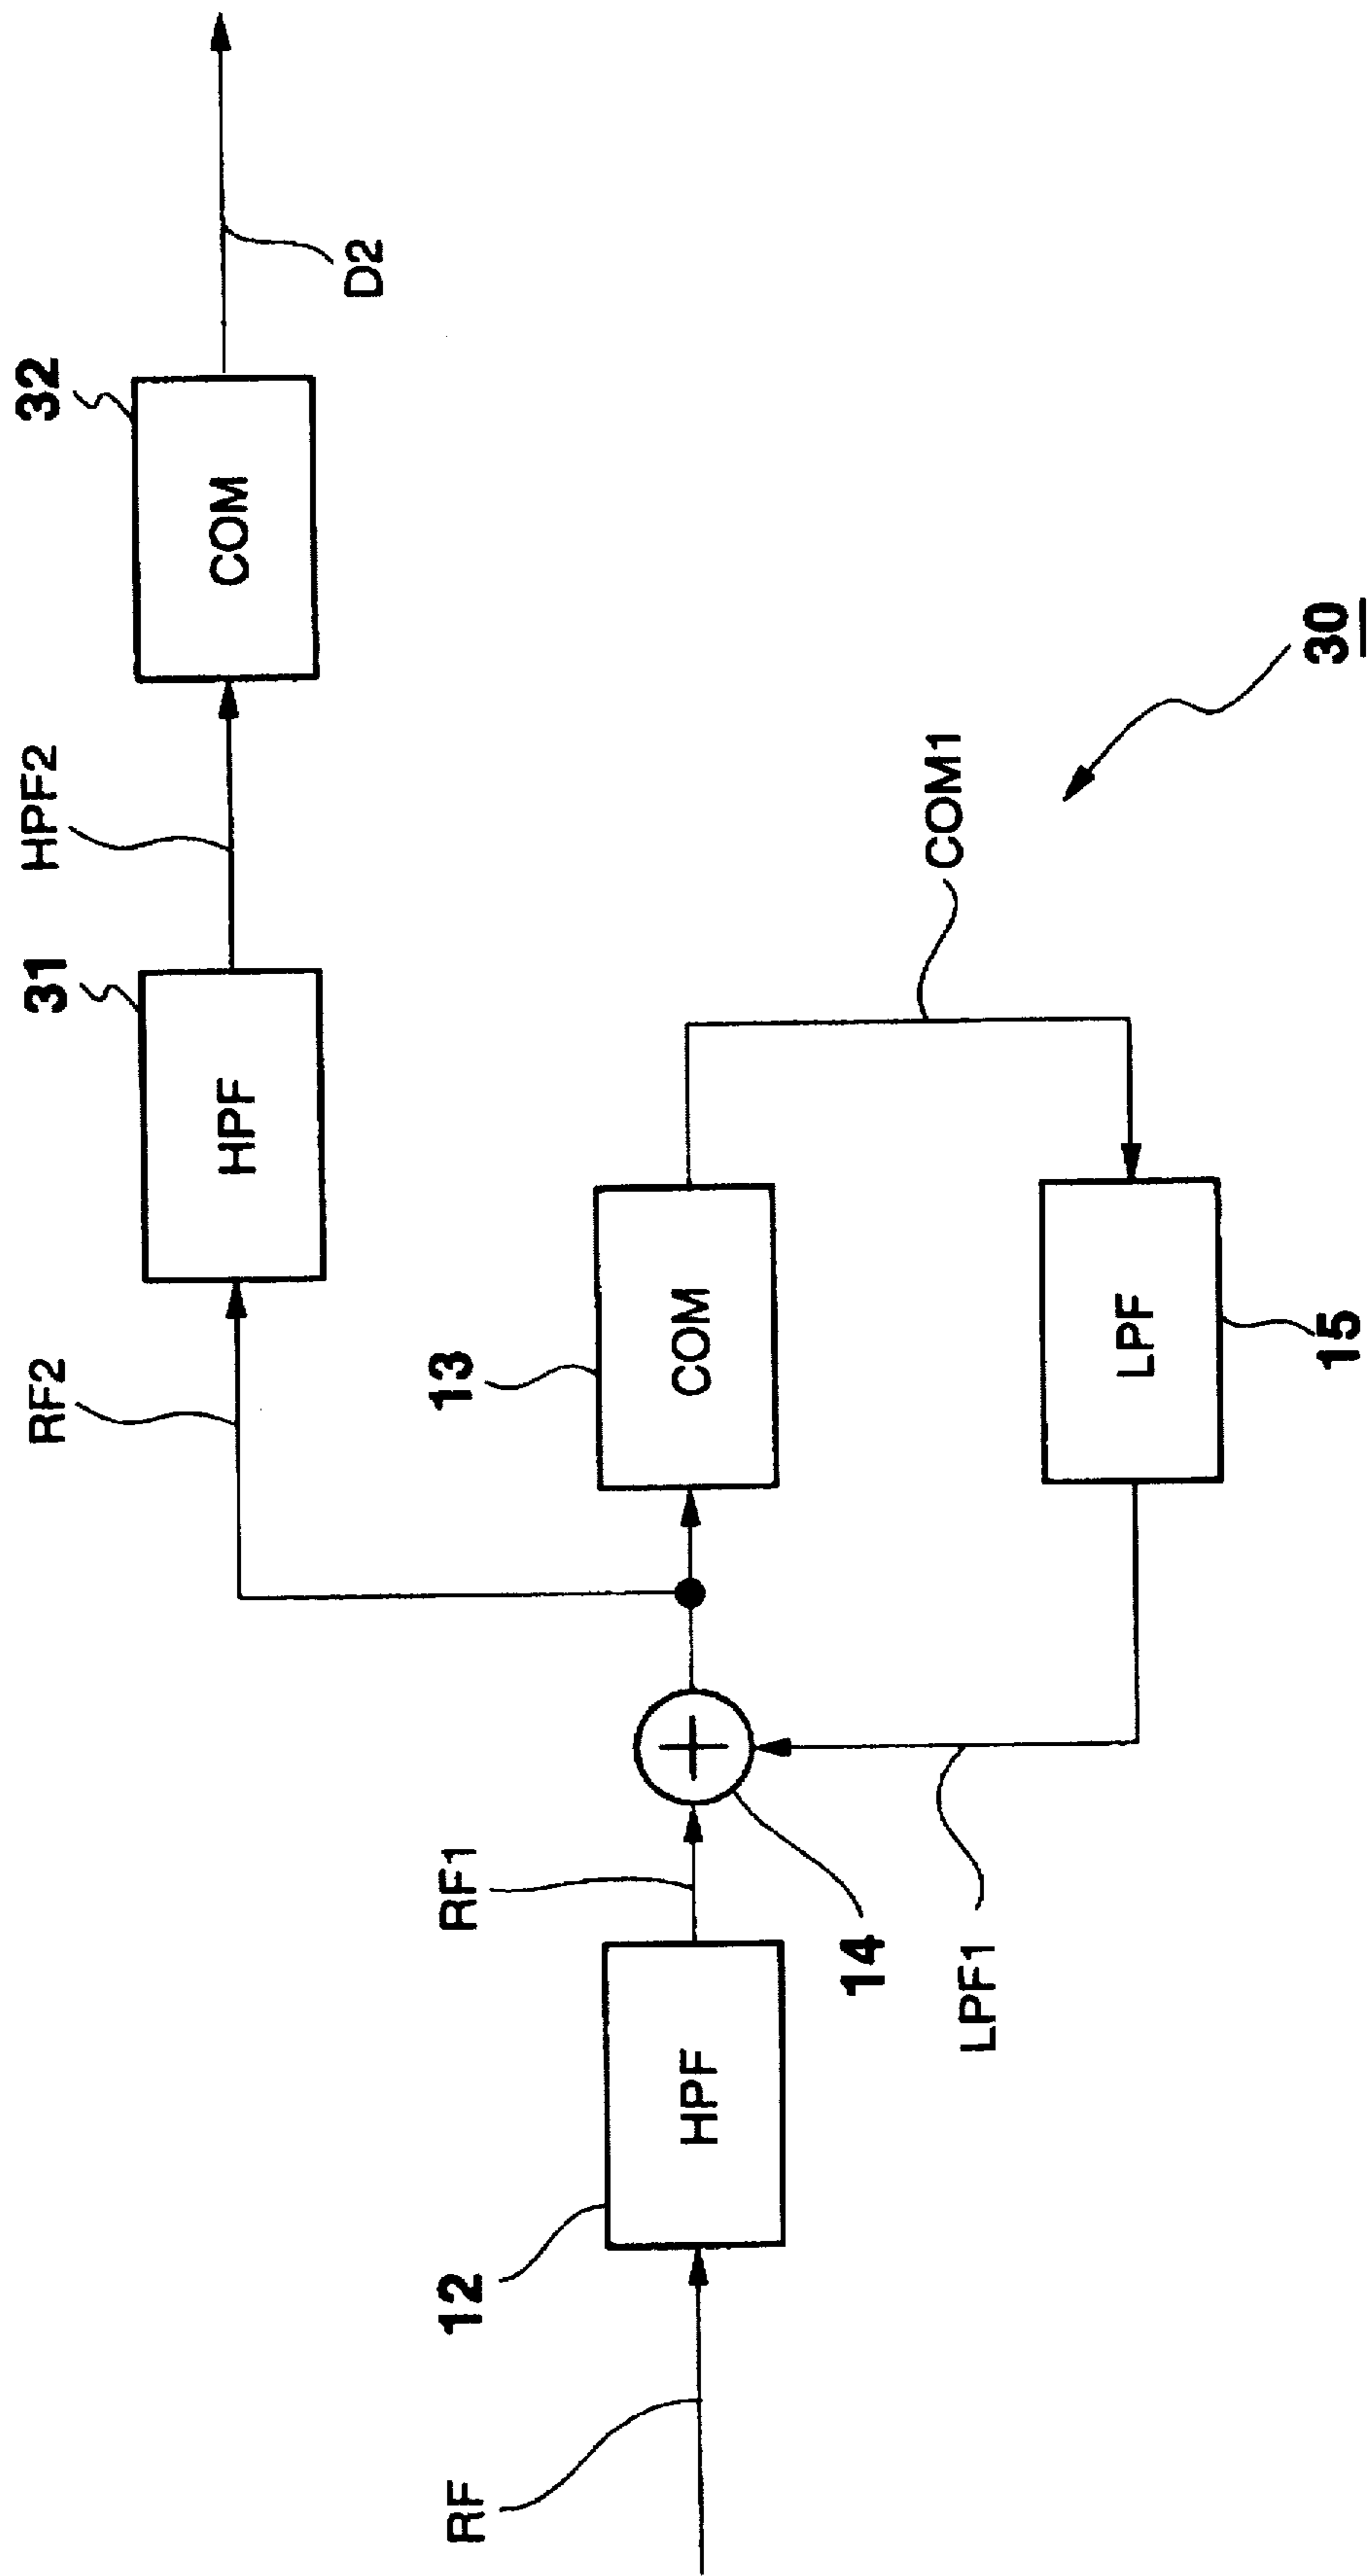 32
COM
D2
HPF2
31
HPF
RF2
13
COM
COM1
30
15
LPF
RF1
14
LPF1
12
HPF
RF